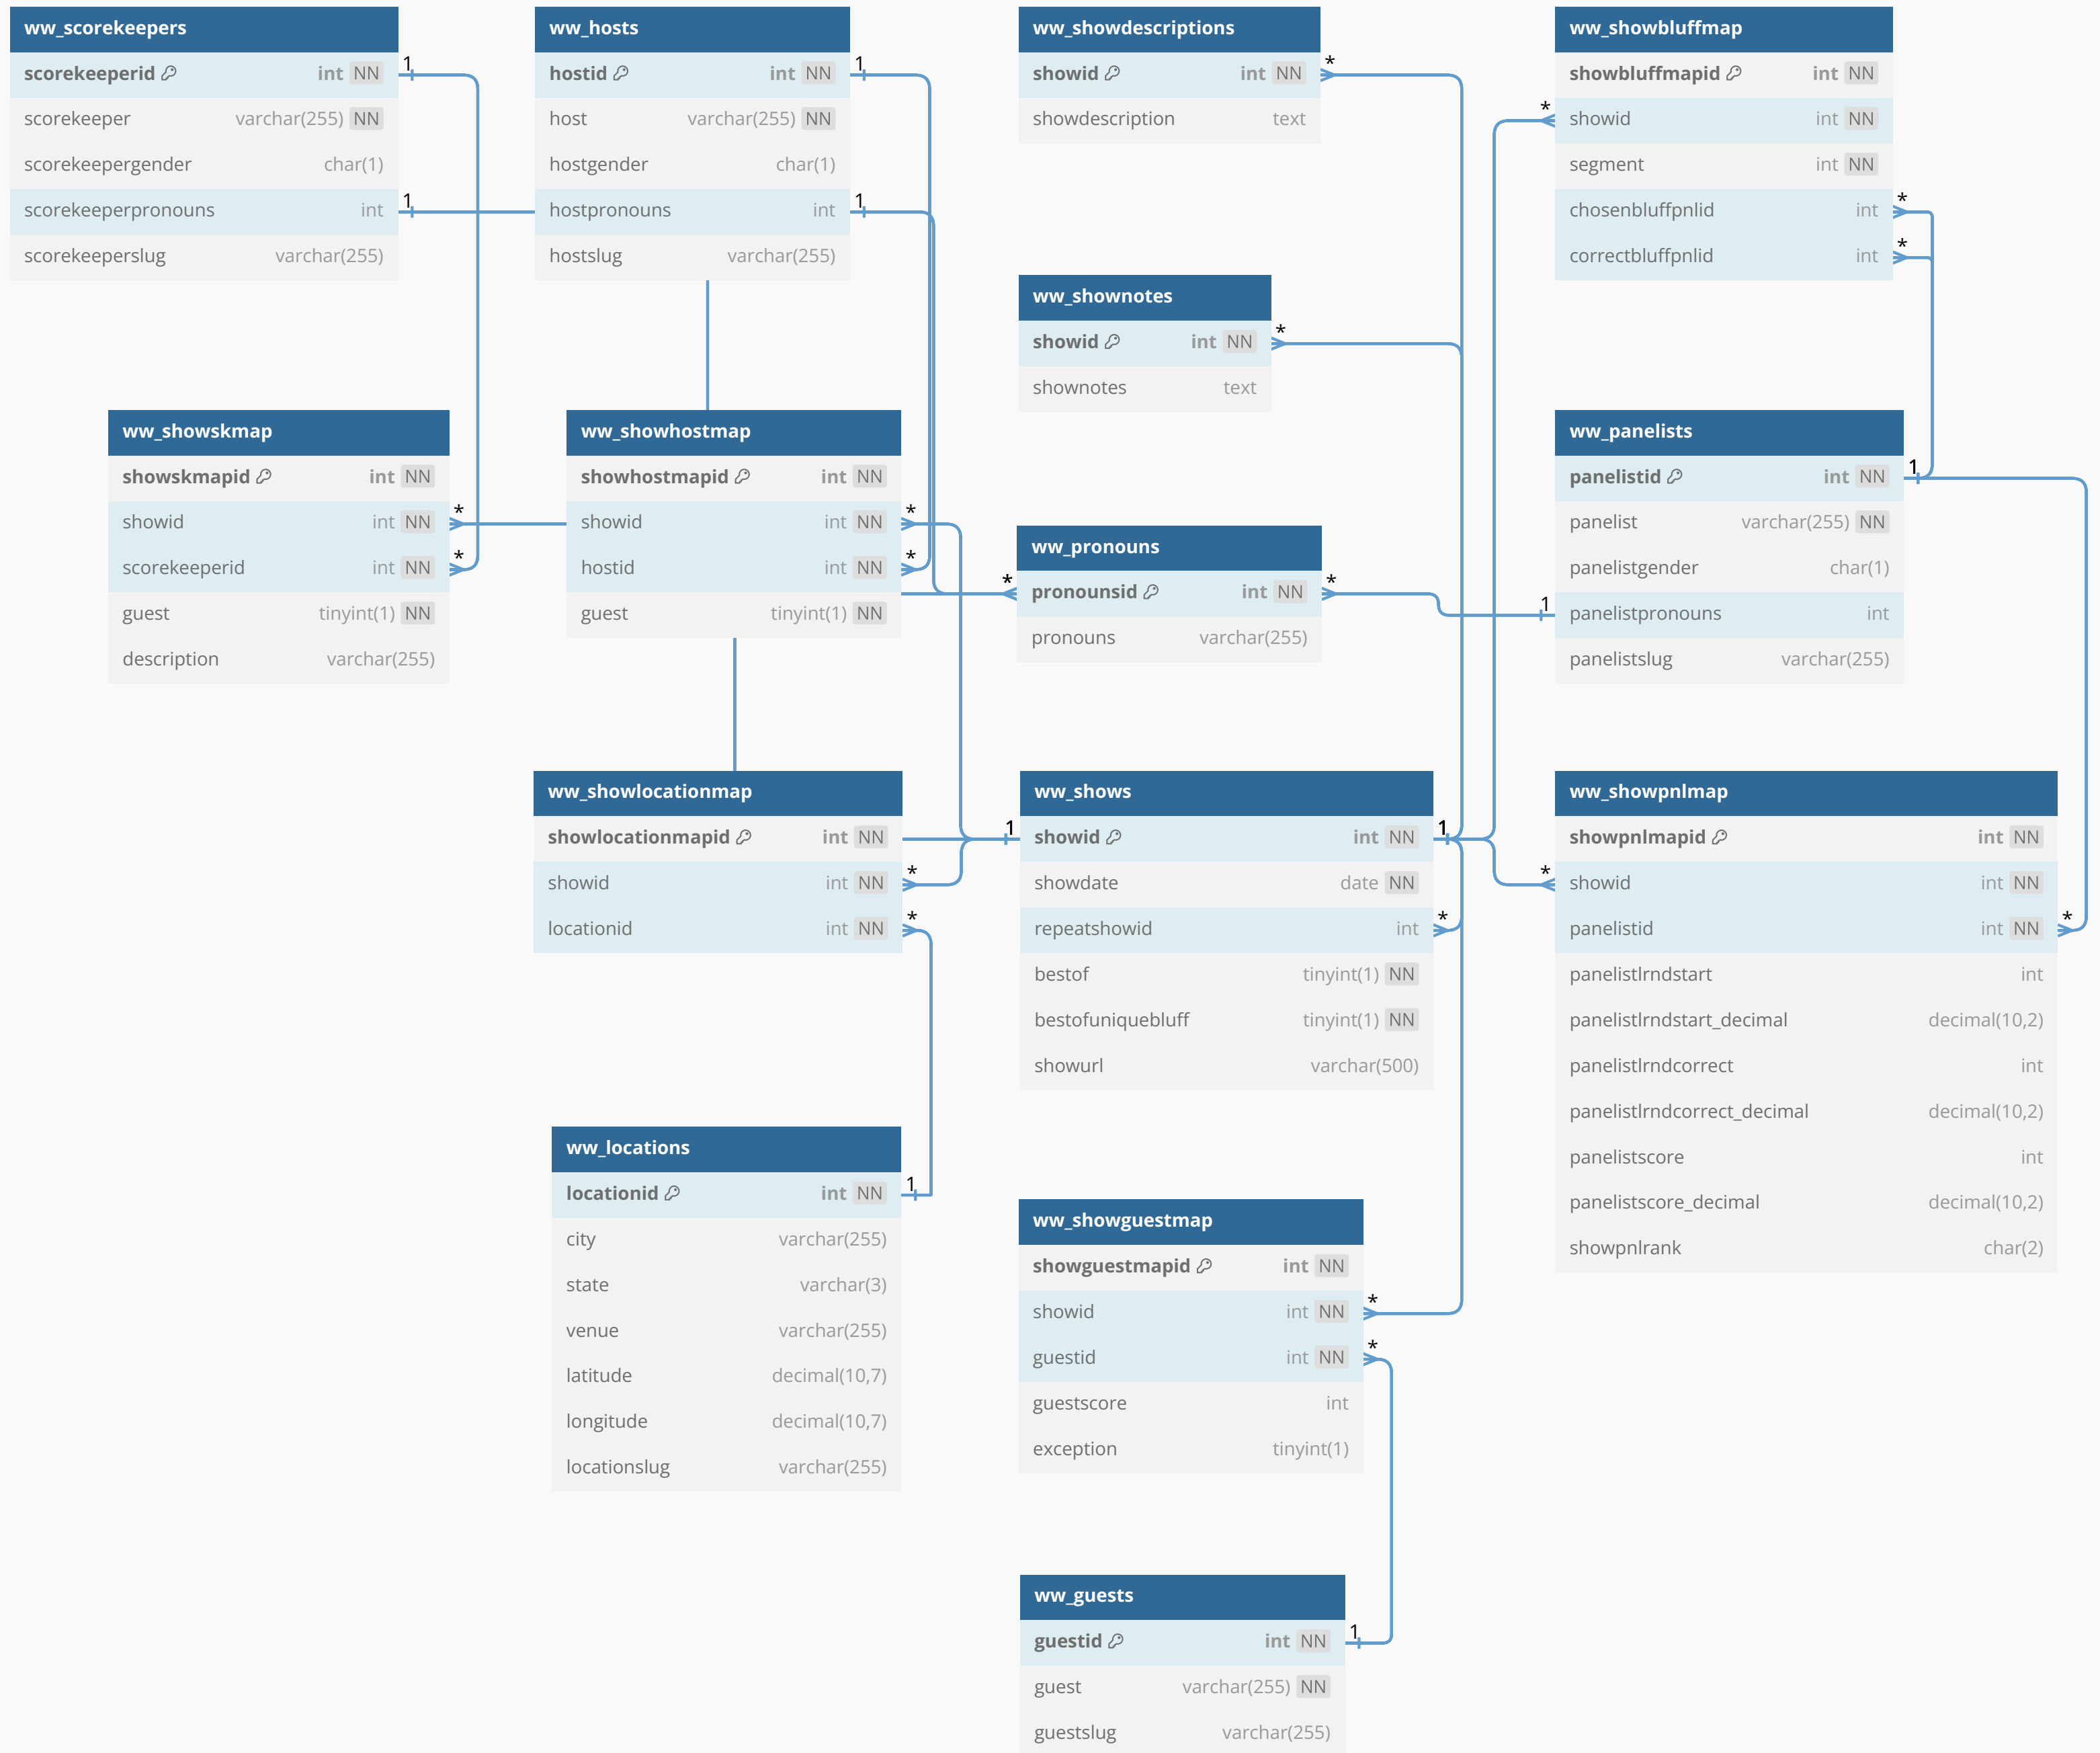 ww_scorekeepers
scorekeeperid int NN 1
scorekeeper varchar(255) NN
scorekeepergender char(1)
scorekeeperpronouns int 1
scorekeeperslug varchar(255)
ww_hosts
hostid int NN 1
host varchar(255) NN
hostgender char(1)
hostpronouns int 1
hostslug varchar(255)
ww_showdescriptions
showid int NN *
showdescription text
ww_showbluffmap
showbluffmapid int NN
* showid int NN
segment int NN
chosenbluffpnlid int *
correctbluffpnlid int *
ww_shownotes
showid int NN *
shownotes text
ww_showskmap
showskmapid int NN
showid int NN *
scorekeeperid int NN *
guest tinyint(1) NN
description varchar(255)
ww_showhostmap
showhostmapid int NN
showid int NN *
hostid int NN *
guest tinyint(1) NN
ww_pronouns
* pronounsid int NN *
pronouns varchar(255)
ww_panelists
panelistid int NN 1
panelist varchar(255) NN
panelistgender char(1)
1 panelistpronouns int
panelistslug varchar(255)
ww_showlocationmap
showlocationmapid int NN
showid int NN *
locationid int NN *
ww_shows
1 showid int NN 1
showdate date NN
repeatshowid int *
bestof tinyint(1) NN
bestofuniquebluff tinyint(1) NN
showurl varchar(500)
ww_showpnlmap
showpnlmapid int NN
* showid int NN
panelistid int NN *
panelistlrndstart int
panelistlrndstart_decimal decimal(10,2)
panelistlrndcorrect int
panelistlrndcorrect_decimal decimal(10,2)
panelistscore int
panelistscore_decimal decimal(10,2)
showpnlrank char(2)
ww_locations
locationid int NN 1
city varchar(255)
state varchar(3)
venue varchar(255)
latitude decimal(10,7)
longitude decimal(10,7)
locationslug varchar(255)
ww_showguestmap
showguestmapid int NN
showid int NN *
guestid int NN *
guestscore int
exception tinyint(1)
ww_guests
guestid int NN 1
guest varchar(255) NN
guestslug varchar(255)